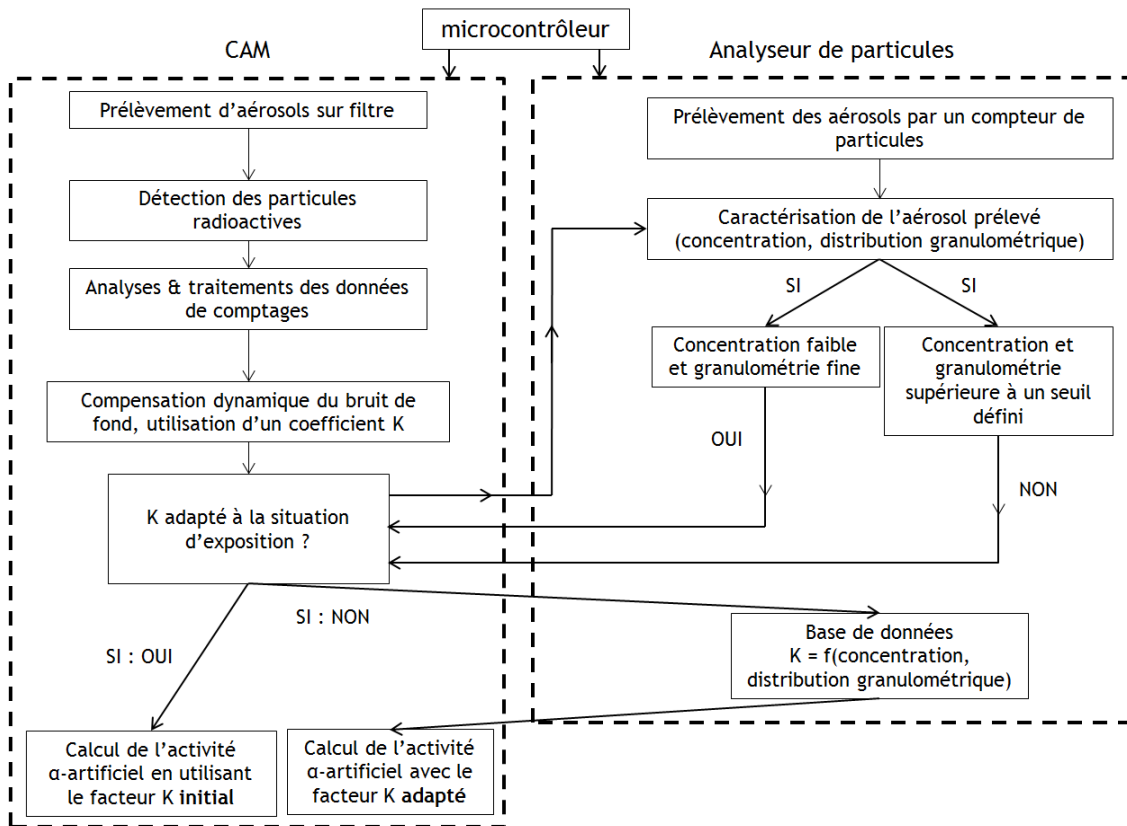 microcontrôleur
CAM
Analyseur de particules
Prélèvement d'aérosols sur filtre
Détection des particules
radioactives
Analyses & traitements des données
de comptages
Compensation dynamique du bruit de
fond, utilisation d'un coefficient K
K adapté à la situation
d'exposition ?
Prélèvement des aérosols par un compteur de
particules
Caractérisation de l'aérosol prélevé
(concentration, distribution granulométrique)
SI
SI
Concentration faible
et granulométrie fine
Concentration et
granulométrie
supérieure à un seuil
défini
OUI
NON
SI : NON
SI : OUI
Base de données
K = f(concentration,
distribution granulométrique)
Calcul de l'activité
α-artificiel en utilisant
le facteur K initial
Calcul de l'activité
α-artificiel avec le
facteur K adapté